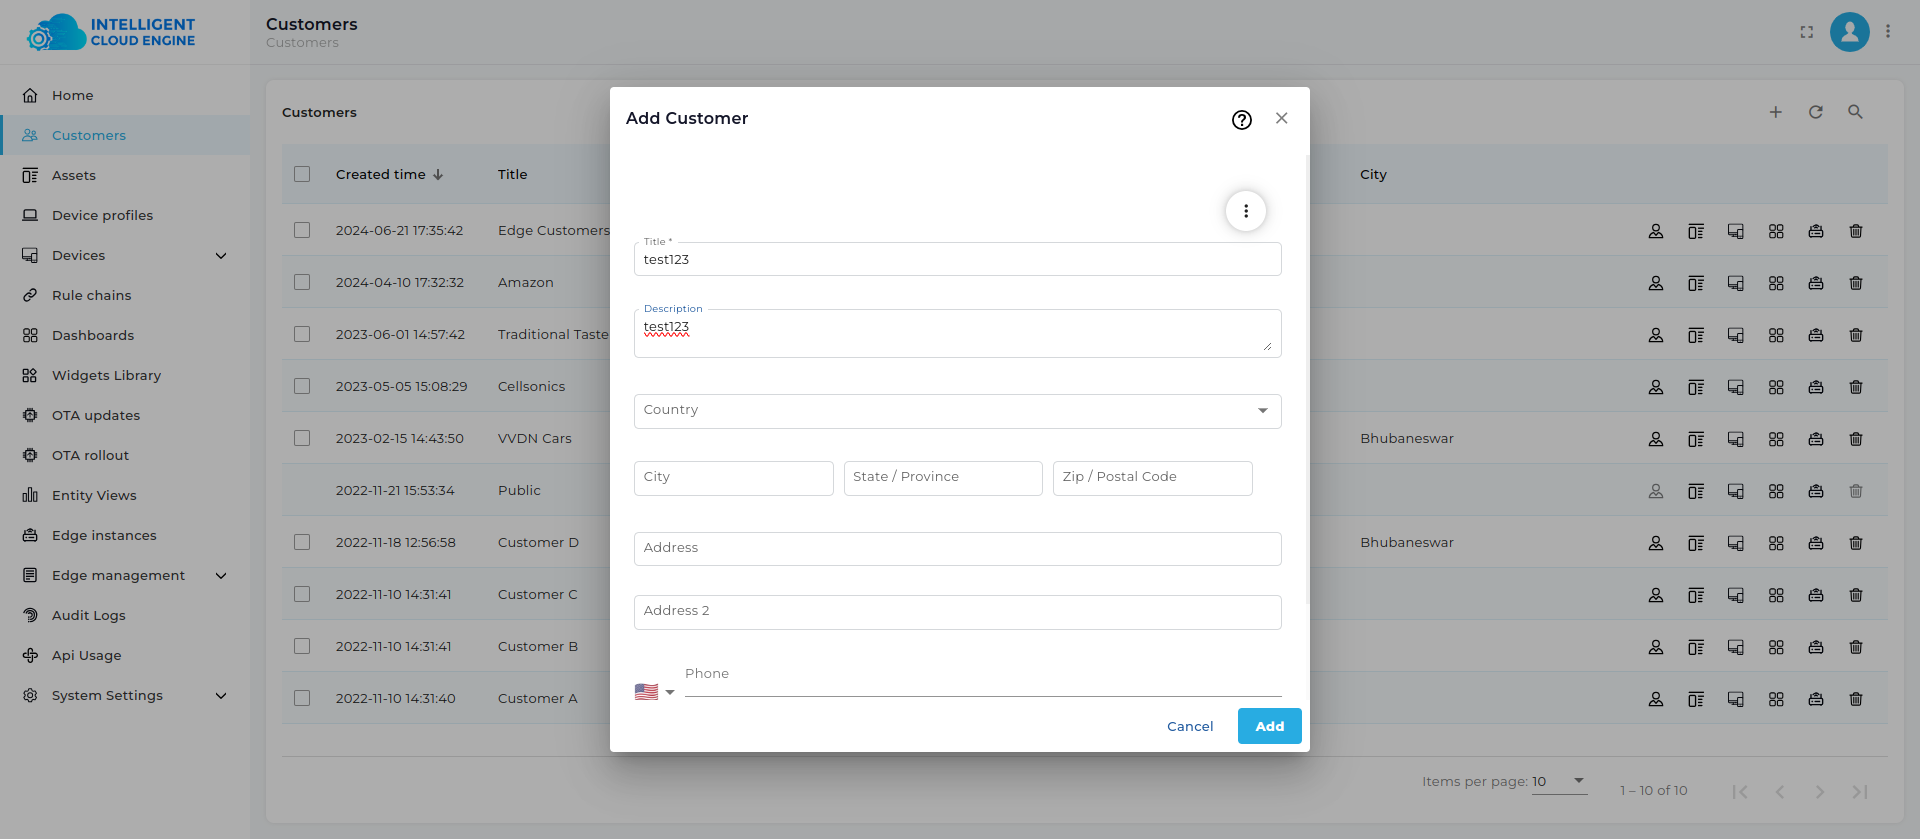 INTELLIGENT
CLOUD ENGINE
Customers
Customers
Home
Customers
Assets
Device profiles
Devices
Rule chains
Dashboards
Widgets Library
OTA updates
OTA rollout
Entity Views
Edge instances
Edge management
Audit Logs
Api Usage
System Settings
Customers
Created time Title City
2024-06-21 17:35:42 Edge Customers
2024-04-10 17:32:32 Amazon
2023-06-01 14:57:42 Traditional Taste
2023-05-05 15:08:29 Cellsonics
2023-02-15 14:43:50 VVDN Cars Bhubaneswar
2022-11-21 15:53:34 Public
2022-11-18 12:56:58 Customer D Bhubaneswar
2022-11-10 14:31:41 Customer C
2022-11-10 14:31:41 Customer B
2022-11-10 14:31:40 Customer A
Items per page: 10 1 – 10 of 10
Add Customer
Title *
test123
Description
test123
Country
City State / Province Zip / Postal Code
Address
Address 2
Phone
Cancel Add